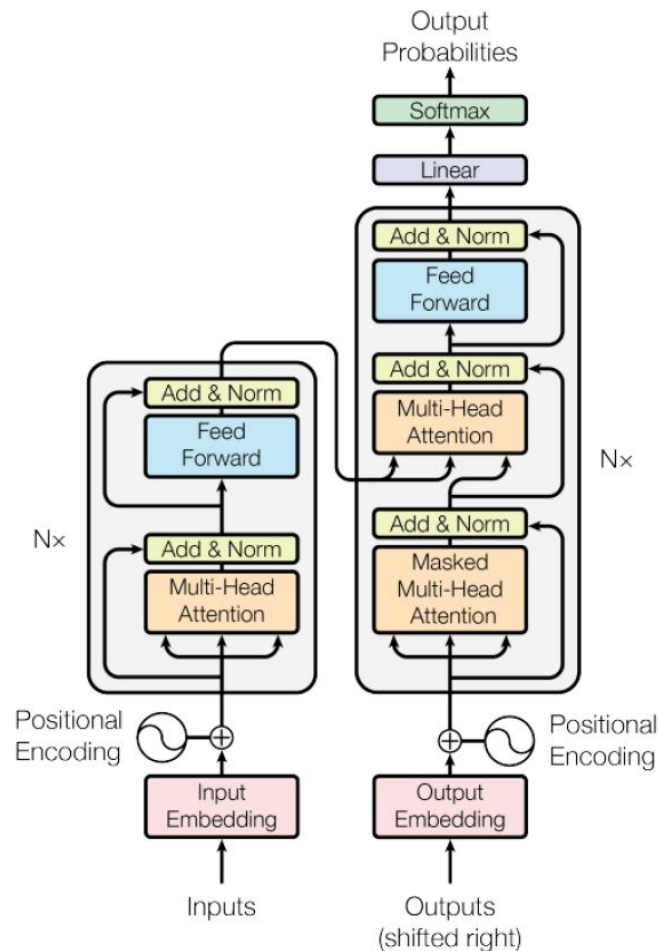 Output
Probabilities
Softmax
Linear
Add & Norm
Feed
Forward
Add & Norm
Multi-Head
Attention
Add & Norm
Masked
Multi-Head
Attention
N×
Add & Norm
Feed
Forward
Add & Norm
Multi-Head
Attention
N×
Positional
Encoding
Positional
Encoding
Input
Embedding
Output
Embedding
Inputs
Outputs
(shifted right)